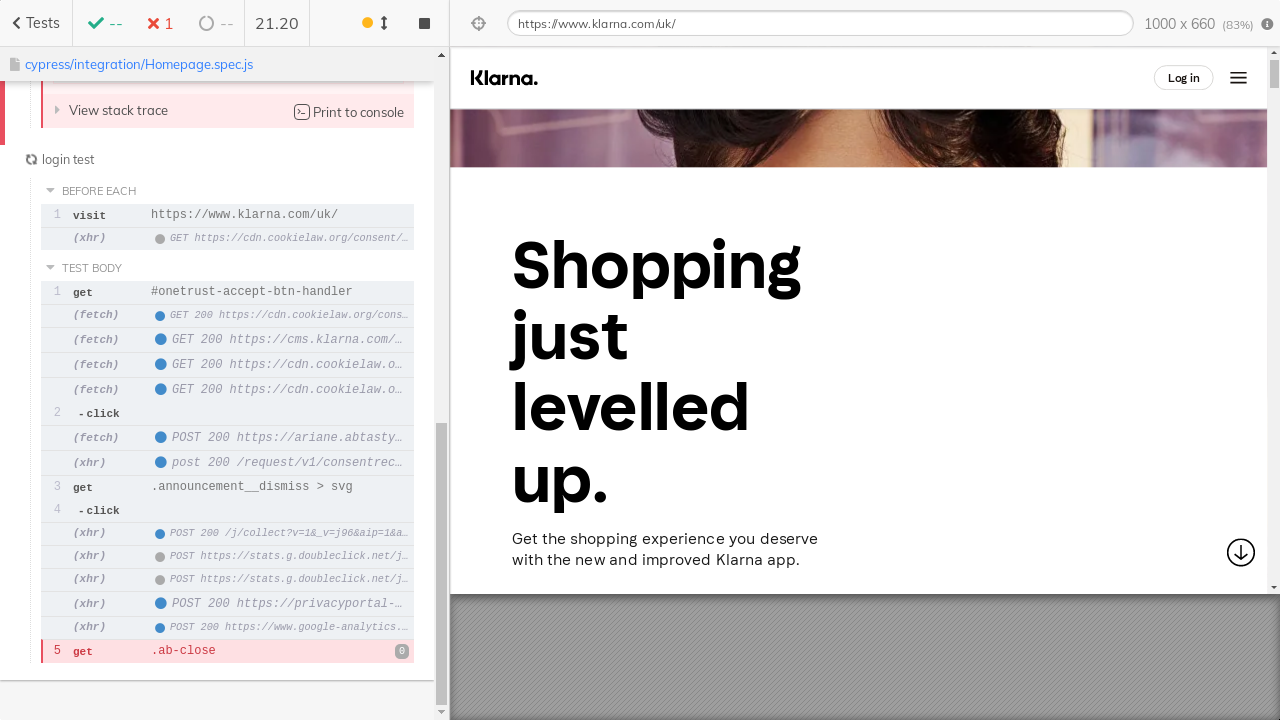 Tests
--
1
--
21.20
cypress/integration/Homepage.spec.js
View stack trace
Print to console
login test
BEFORE EACH
1 visit https://www.klarna.com/uk/
(xhr) GET https://cdn.cookielaw.org/consent/…
TEST BODY
1 get #onetrust-accept-btn-handler
(fetch) GET 200 https://cdn.cookielaw.org/cons…
(fetch) GET 200 https://cms.klarna.com/…
(fetch) GET 200 https://cdn.cookielaw.o…
(fetch) GET 200 https://cdn.cookielaw.o…
2 -click
(fetch) POST 200 https://ariane.abtasty…
(xhr) post 200 /request/v1/consentrec…
3 get .announcement__dismiss > svg
4 -click
(xhr) POST 200 /j/collect?v=1&_v=j96&aip=1&a…
(xhr) POST https://stats.g.doubleclick.net/j…
(xhr) POST https://stats.g.doubleclick.net/j…
(xhr) POST 200 https://privacyportal-…
(xhr) POST 200 https://www.google-analytics.…
5 get .ab-close 0
https://www.klarna.com/uk/
1000 x 660 (83%)
Klarna.
Log in
Shopping
just
levelled
up.
Get the shopping experience you deserve
with the new and improved Klarna app.